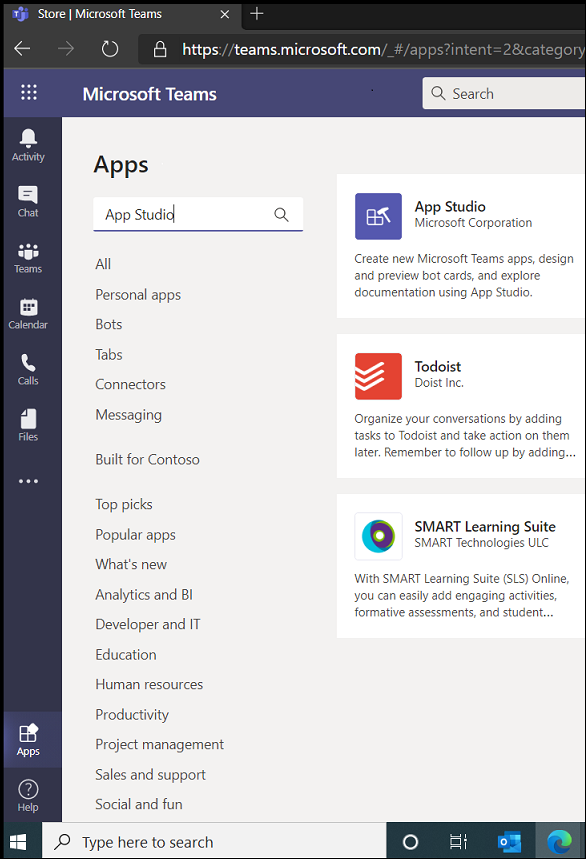 Store | Microsoft Teams
https://teams.microsoft.com/_#/apps?intent=2&category
Microsoft Teams
Search
Activity
Chat
Teams
Calendar
Calls
Files
Apps
Help
Apps
App Studio
All
Personal apps
Bots
Tabs
Connectors
Messaging
Built for Contoso
Top picks
Popular apps
What's new
Analytics and BI
Developer and IT
Education
Human resources
Productivity
Project management
Sales and support
Social and fun
App Studio
Microsoft Corporation
Create new Microsoft Teams apps, design
and preview bot cards, and explore
documentation using App Studio.
Todoist
Doist Inc.
Organize your conversations by adding
tasks to Todoist and take action on them
later. Remember to follow up by adding...
SMART Learning Suite
SMART Technologies ULC
With SMART Learning Suite (SLS) Online,
you can easily add engaging activities,
formative assessments, and student...
Type here to search